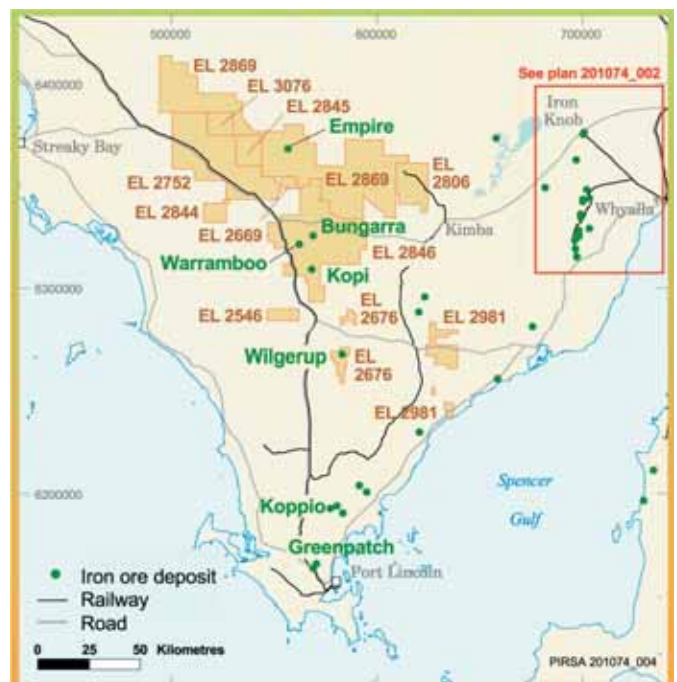 500000
600000
700000
6400000
EL 2869
See plan 201074_002
EL 3076
EL 2845
Iron
Knob
Empire
Streaky Bay
EL
2806
EL 2752
EL 2869
EL 2844
Whyalla
Bungarra
Kimba
EL 2669
EL 2846
Warramboo
Kopi
6300000
EL 2546
EL
2676
EL 2981
Wilgerup
EL
2676
EL 2981
6200000
Spencer
Gulf
Koppio
Greenpatch
Port Lincoln
Iron ore deposit
Railway
Road
0 25 50 Kilometres
PIRSA 201074_004